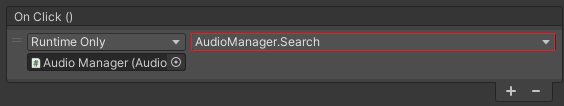 On Click ()
Runtime Only
AudioManager.Search
Audio Manager (Audio
+ -